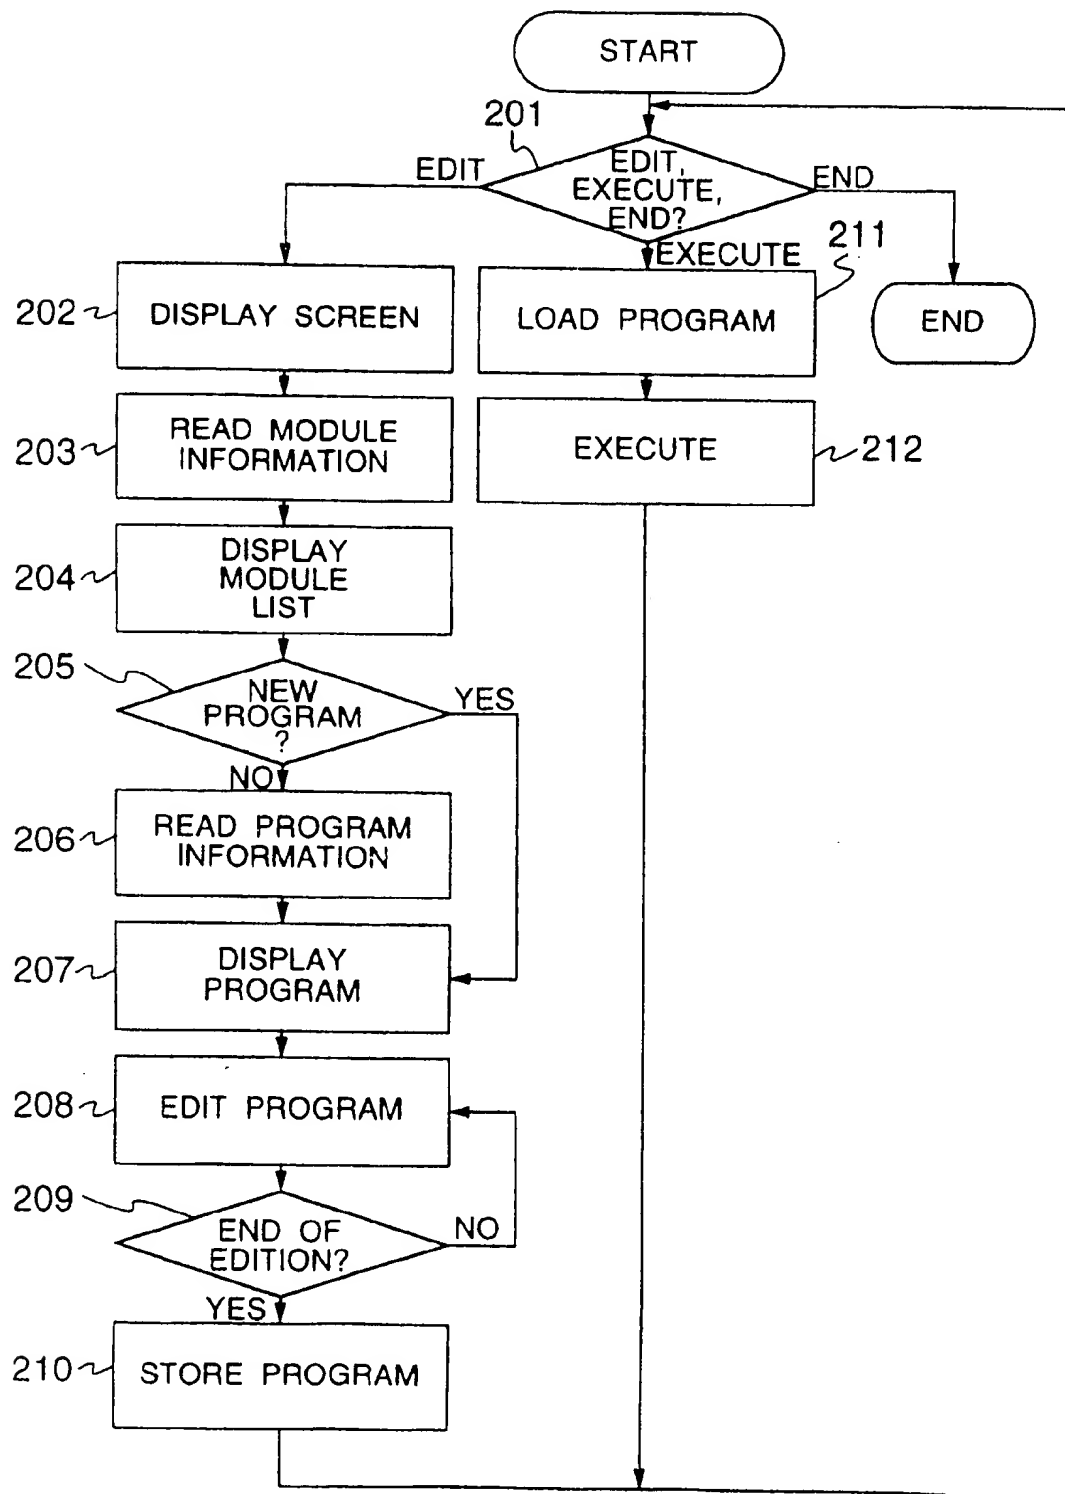 START
201
EDIT
EDIT,
EXECUTE,
END?
END
EXECUTE
211
202
DISPLAY SCREEN
LOAD PROGRAM
END
203
READ MODULE
INFORMATION
EXECUTE
212
204
DISPLAY
MODULE
LIST
205
NEW
PROGRAM
?
YES
NO
206
READ PROGRAM
INFORMATION
207
DISPLAY
PROGRAM
208
EDIT PROGRAM
209
END OF
EDITION?
NO
YES
210
STORE PROGRAM